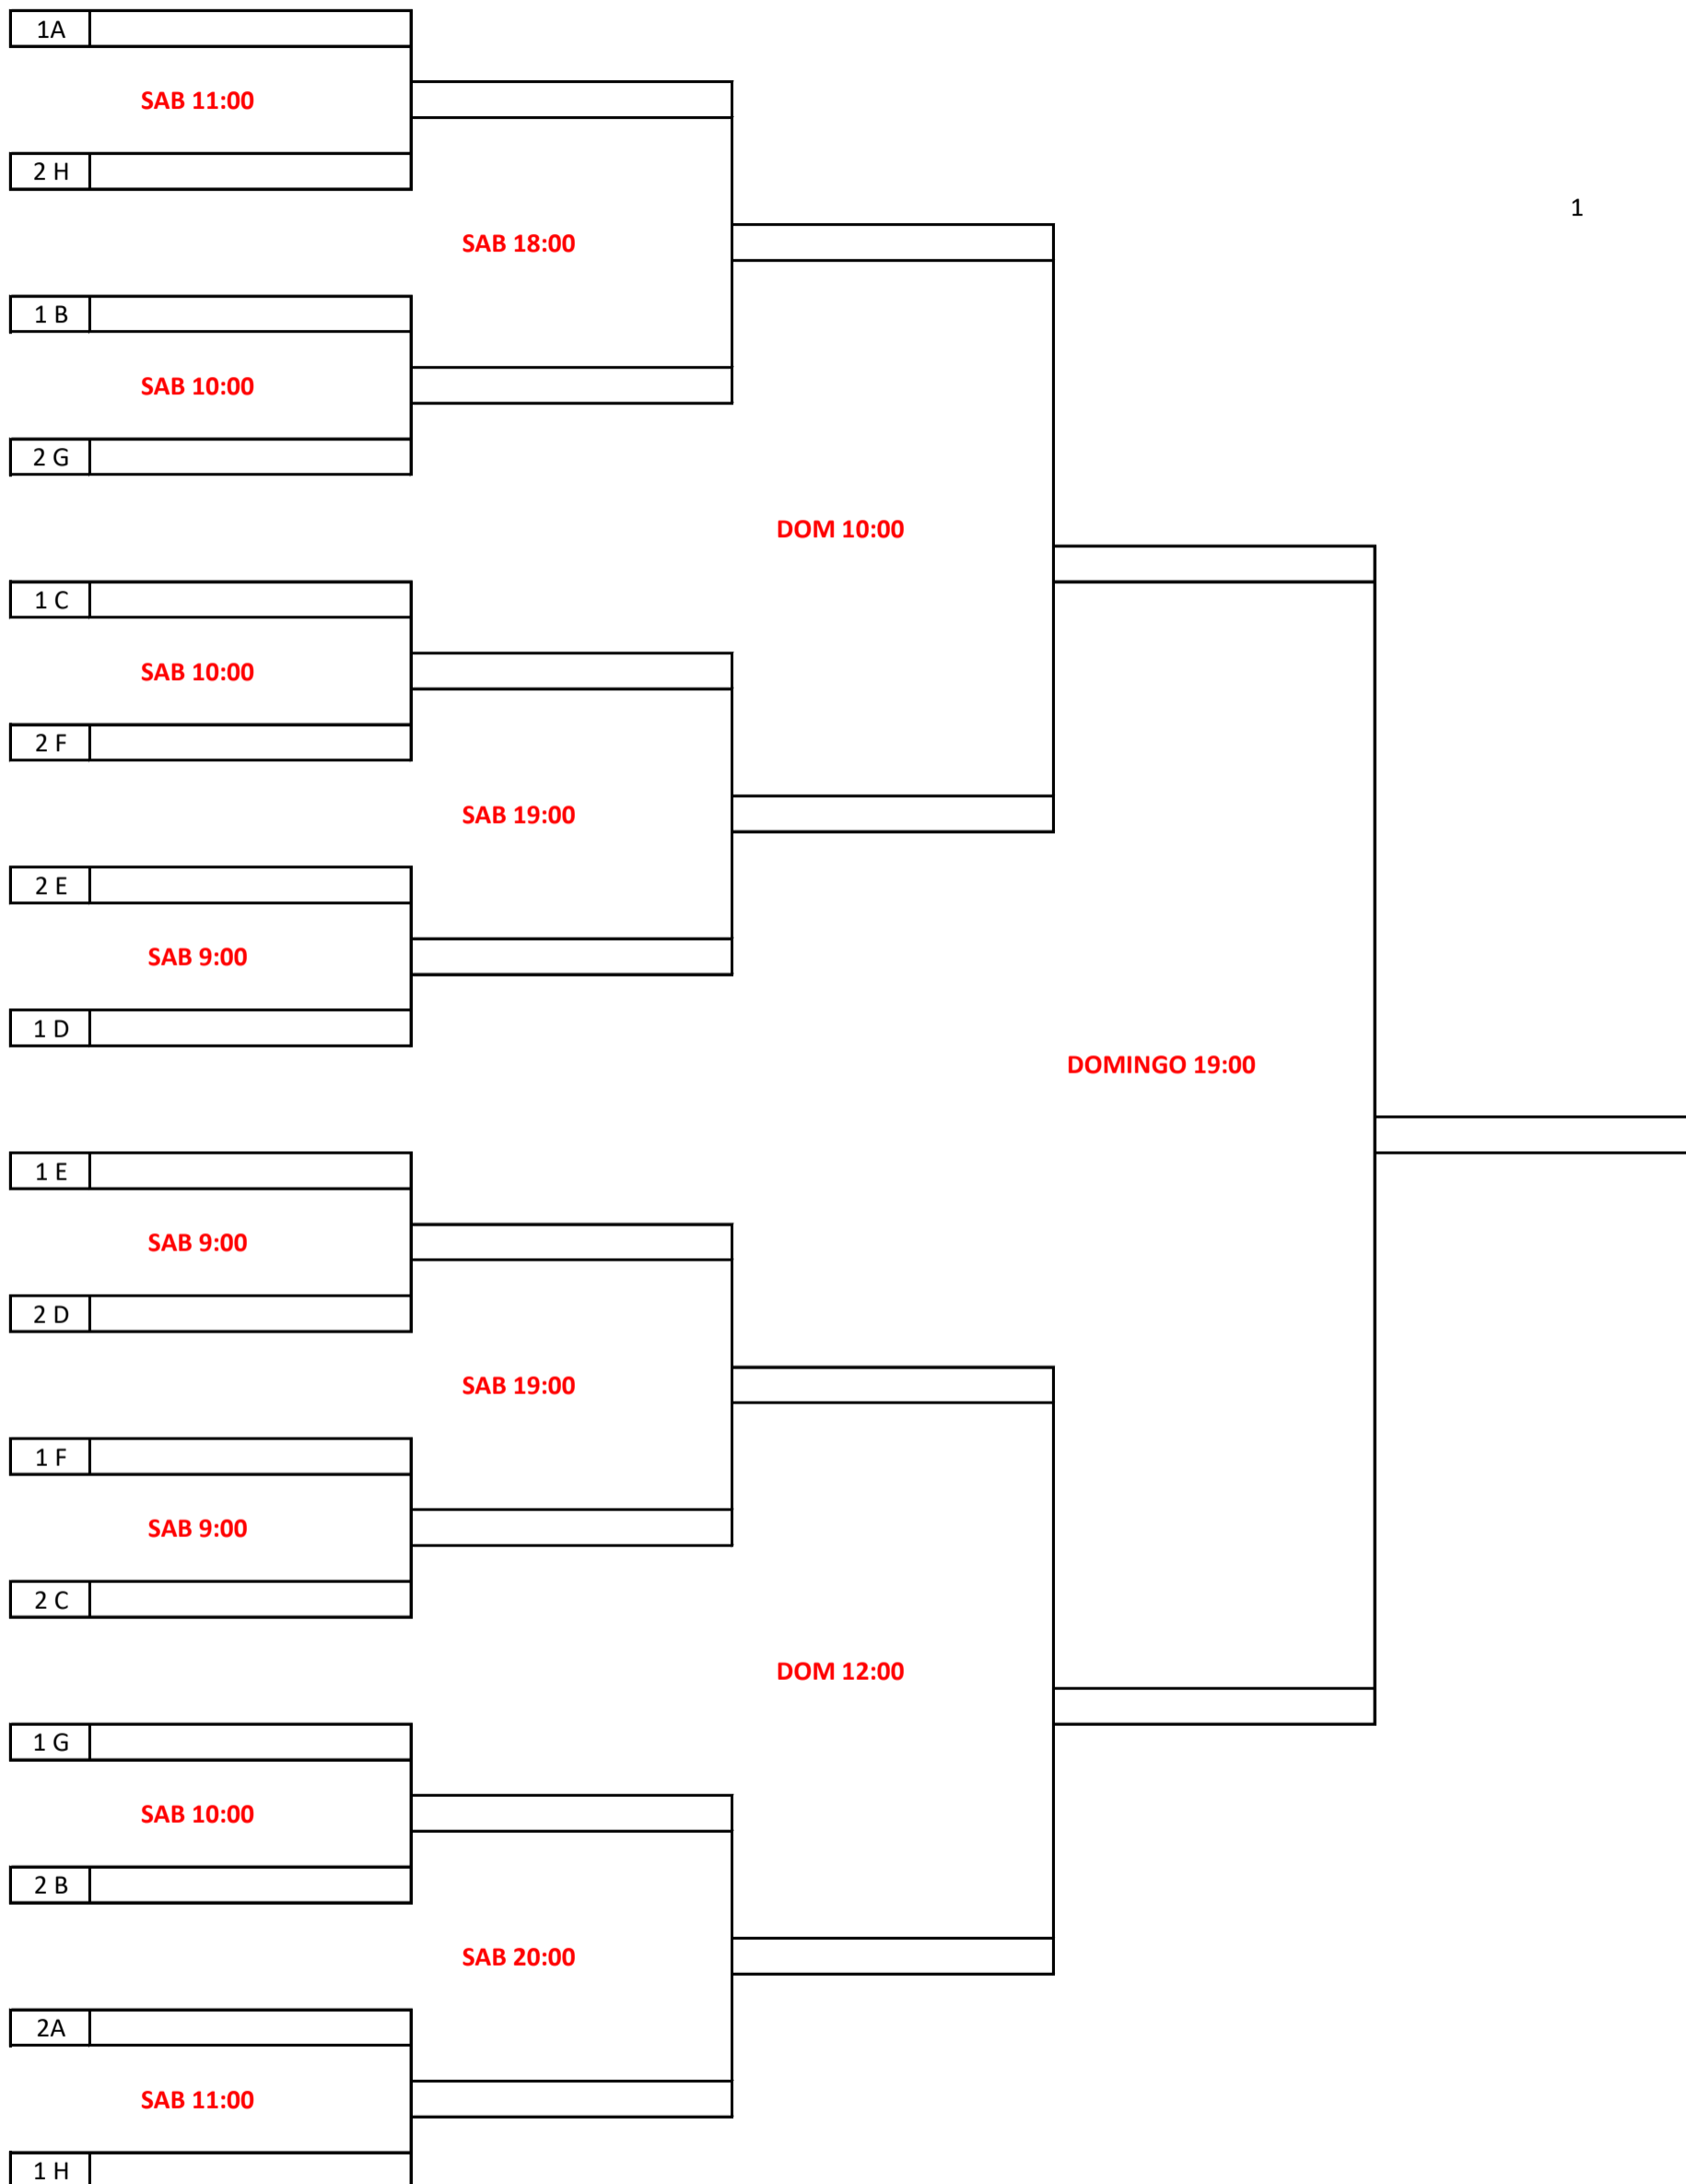 1A
SAB 11:00
2 H
1
SAB 18:00
1 B
SAB 10:00
2 G
DOM 10:00
1 C
SAB 10:00
2 F
SAB 19:00
2 E
SAB 9:00
1 D
DOMINGO 19:00
1 E
SAB 9:00
2 D
SAB 19:00
1 F
SAB 9:00
2 C
DOM 12:00
1 G
SAB 10:00
2 B
SAB 20:00
2A
SAB 11:00
1 H